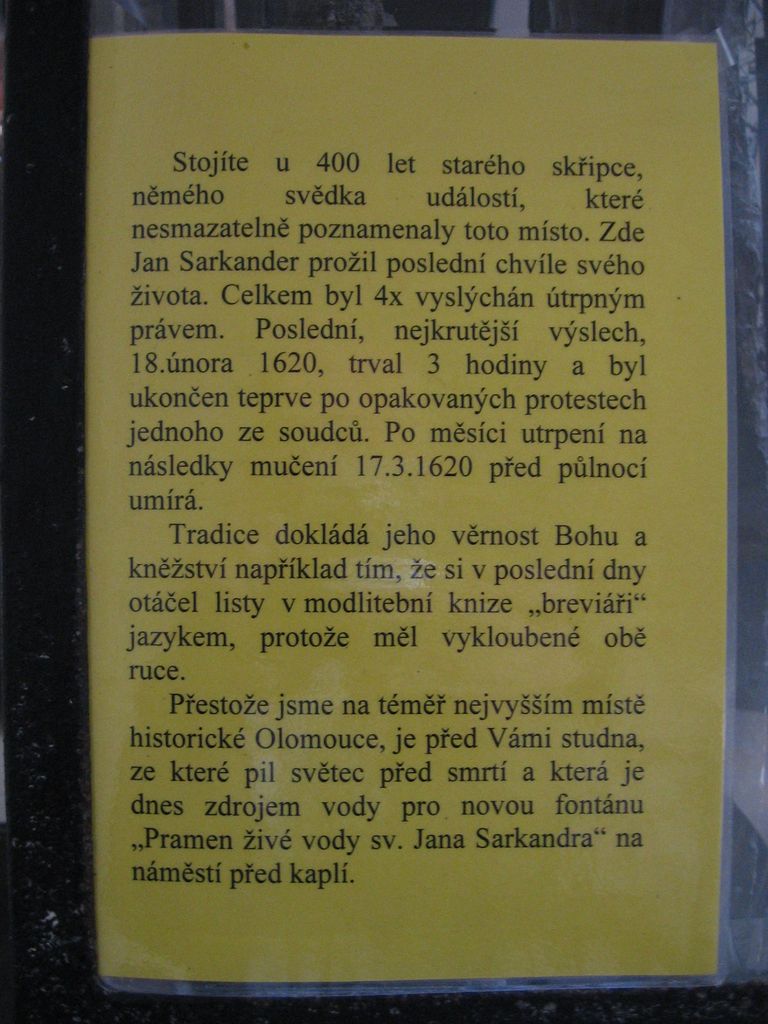 Stojíte u 400 let starého skřipce,
němého svědka událostí, které
nesmazatelně poznamenaly toto místo. Zde
Jan Sarkander prožil poslední chvíle svého
života. Celkem byl 4x vyslýchán útrpným
právem. Poslední, nejkrutější výslech,
18.února 1620, trval 3 hodiny a byl
ukončen teprve po opakovaných protestech
jednoho ze soudců. Po měsíci utrpení na
následky mučení 17.3.1620 před půlnocí
umírá.
Tradice dokládá jeho věrnost Bohu a
kněžství například tím, že si v poslední dny
otáčel listy v modlitební knize „breviáři“
jazykem, protože měl vykloubené obě
ruce.
Přestože jsme na téměř nejvyšším místě
historické Olomouce, je před Vámi studna,
ze které pil světec před smrtí a která je
dnes zdrojem vody pro novou fontánu
„Pramen živé vody sv. Jana Sarkandra“ na
náměstí před kaplí.